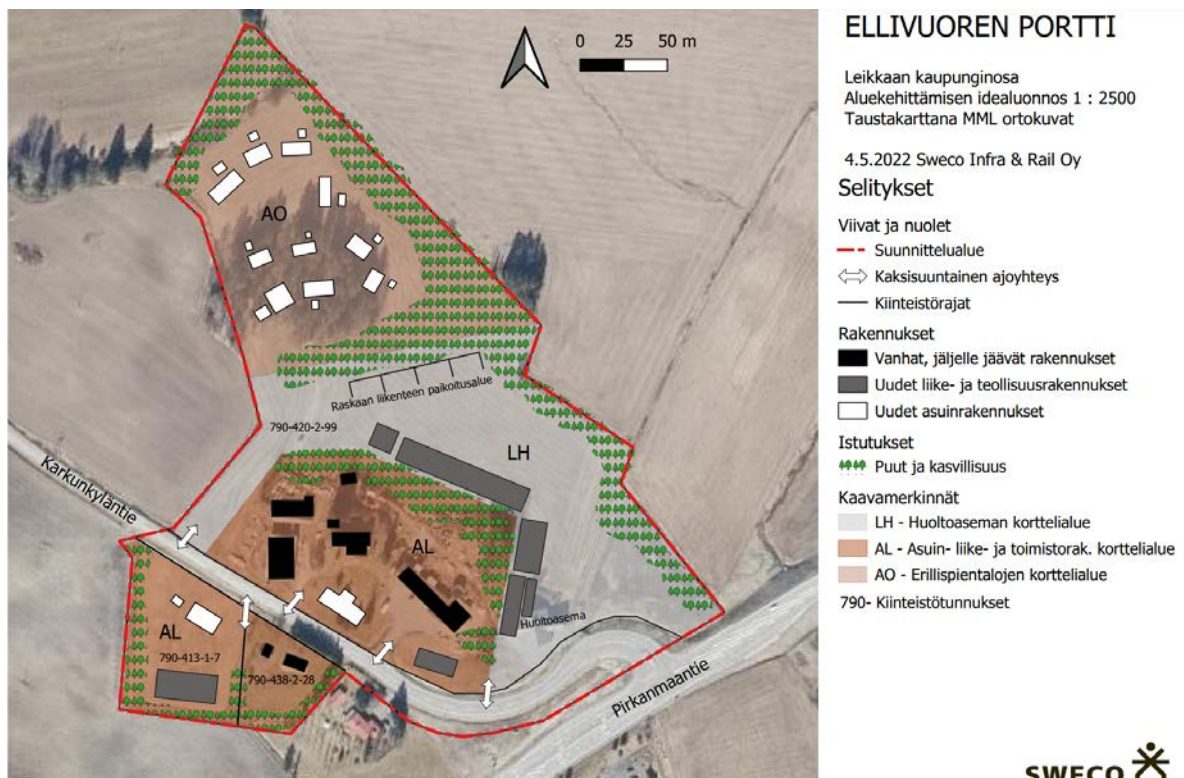 ELLIVUOREN PORTTI
Leikkaan kaupunginosa
Aluekehittämisen idealuonnos 1 : 2500
Taustakarttana MML ortokuvat
4.5.2022 Sweco Infra & Rail Oy
Selitykset
Viivat ja nuolet
Suunnittelualue
Kaksisuuntainen ajoyhteys
Kiinteistörajat
Rakennukset
Vanhat, jäljelle jäävät rakennukset
Uudet liike- ja teollisuusrakennukset
Uudet asuinrakennukset
Istutukset
Puut ja kasvillisuus
Kaavamerkinnät
LH - Huoltoaseman korttelialue
AL - Asuin- liike- ja toimistorak. korttelialue
AO - Erillispientalojen korttelialue
790- Kiinteistötunnukset
SWECO
0 25 50 m
AO
Raskaan liikenteen paikoitusalue
790-420-2-99
LH
Karkunkyläntie
AL
Huoltoasema
AL
790-413-1-7
790-438-2-28
Pirkanmaantie